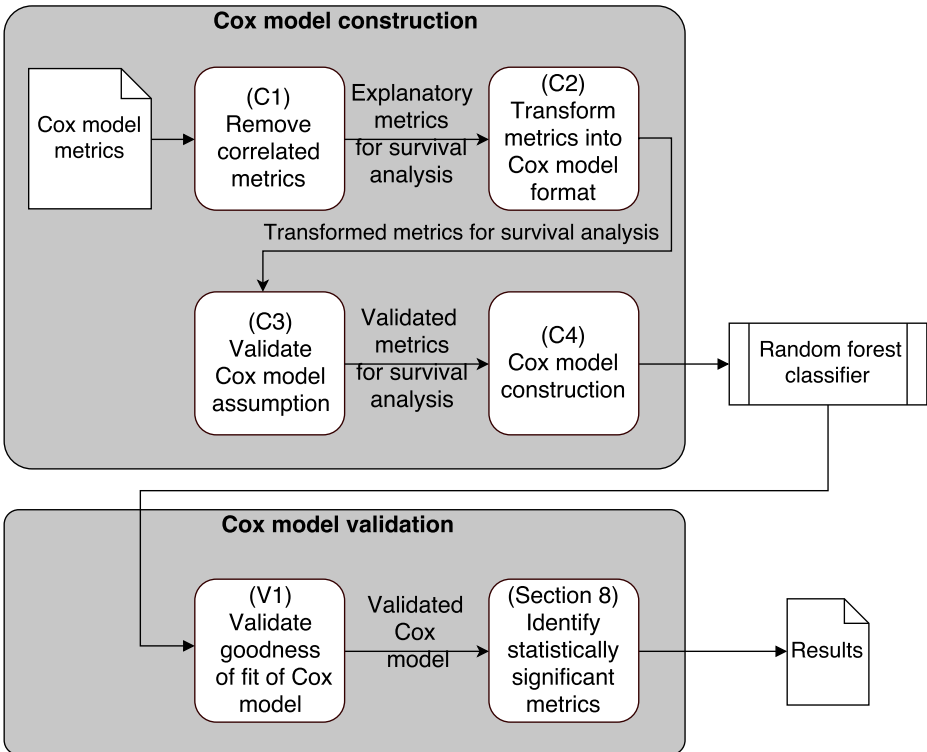 Cox model construction
Cox model
metrics
(C1)
Remove
correlated
metrics
Explanatory
metrics
for survival
analysis
(C2)
Transform
metrics into
Cox model
format
Transformed metrics for survival analysis
(C3)
Validate
Cox model
assumption
Validated
metrics
for survival
analysis
(C4)
Cox model
construction
Random forest
classifier
Cox model validation
(V1)
Validate
goodness
of fit of Cox
model
Validated
Cox
model
(Section 8)
Identify
statistically
significant
metrics
Results